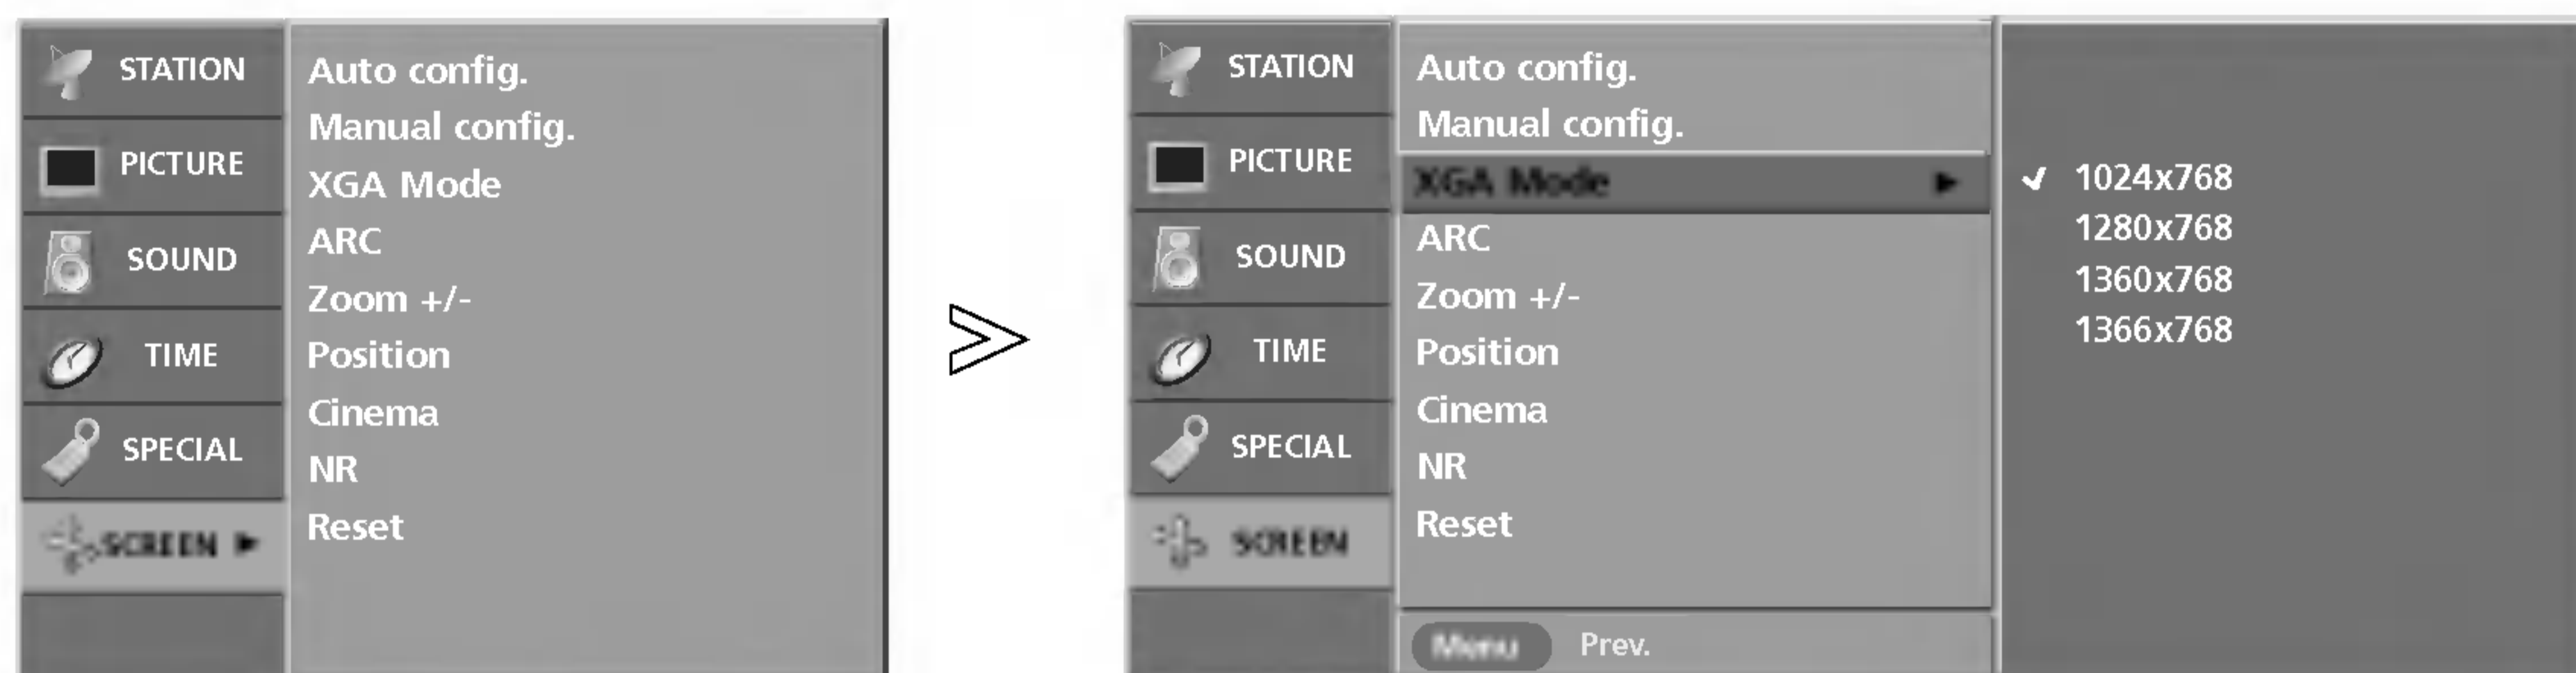 STATION
PICTURE
SOUND
TIME
SPECIAL
SCREEN
Auto config.
Manual config.
XGA Mode
ARC
Zoom +/-
Position
Cinema
NR
Reset
STATION
PICTURE
SOUND
TIME
SPECIAL
SCREEN
Auto config.
Manual config.
XGA Mode
ARC
Zoom +/-
Position
Cinema
NR
Reset
Menu Prev.
1024x768
1280x768
1360x768
1366x768